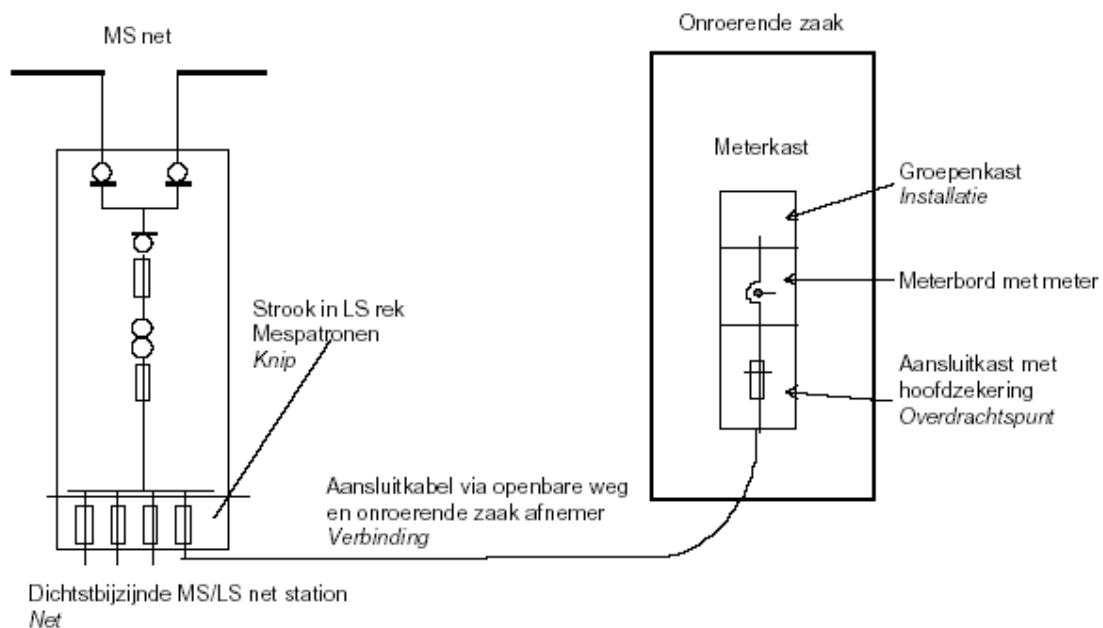 MS net
Onroerende zaak
Meterkast
Groepenkast
Installatie
Meterbord met meter
Strook in LS rek
Mespatronen
Knip
Aansluitkast met
hoofdzekering
Overdrachtspunt
Aansluitkabel via openbare weg
en onroerende zaak afnemer
Verbinding
Dichtstbijzijnde MS/LS net station
Net